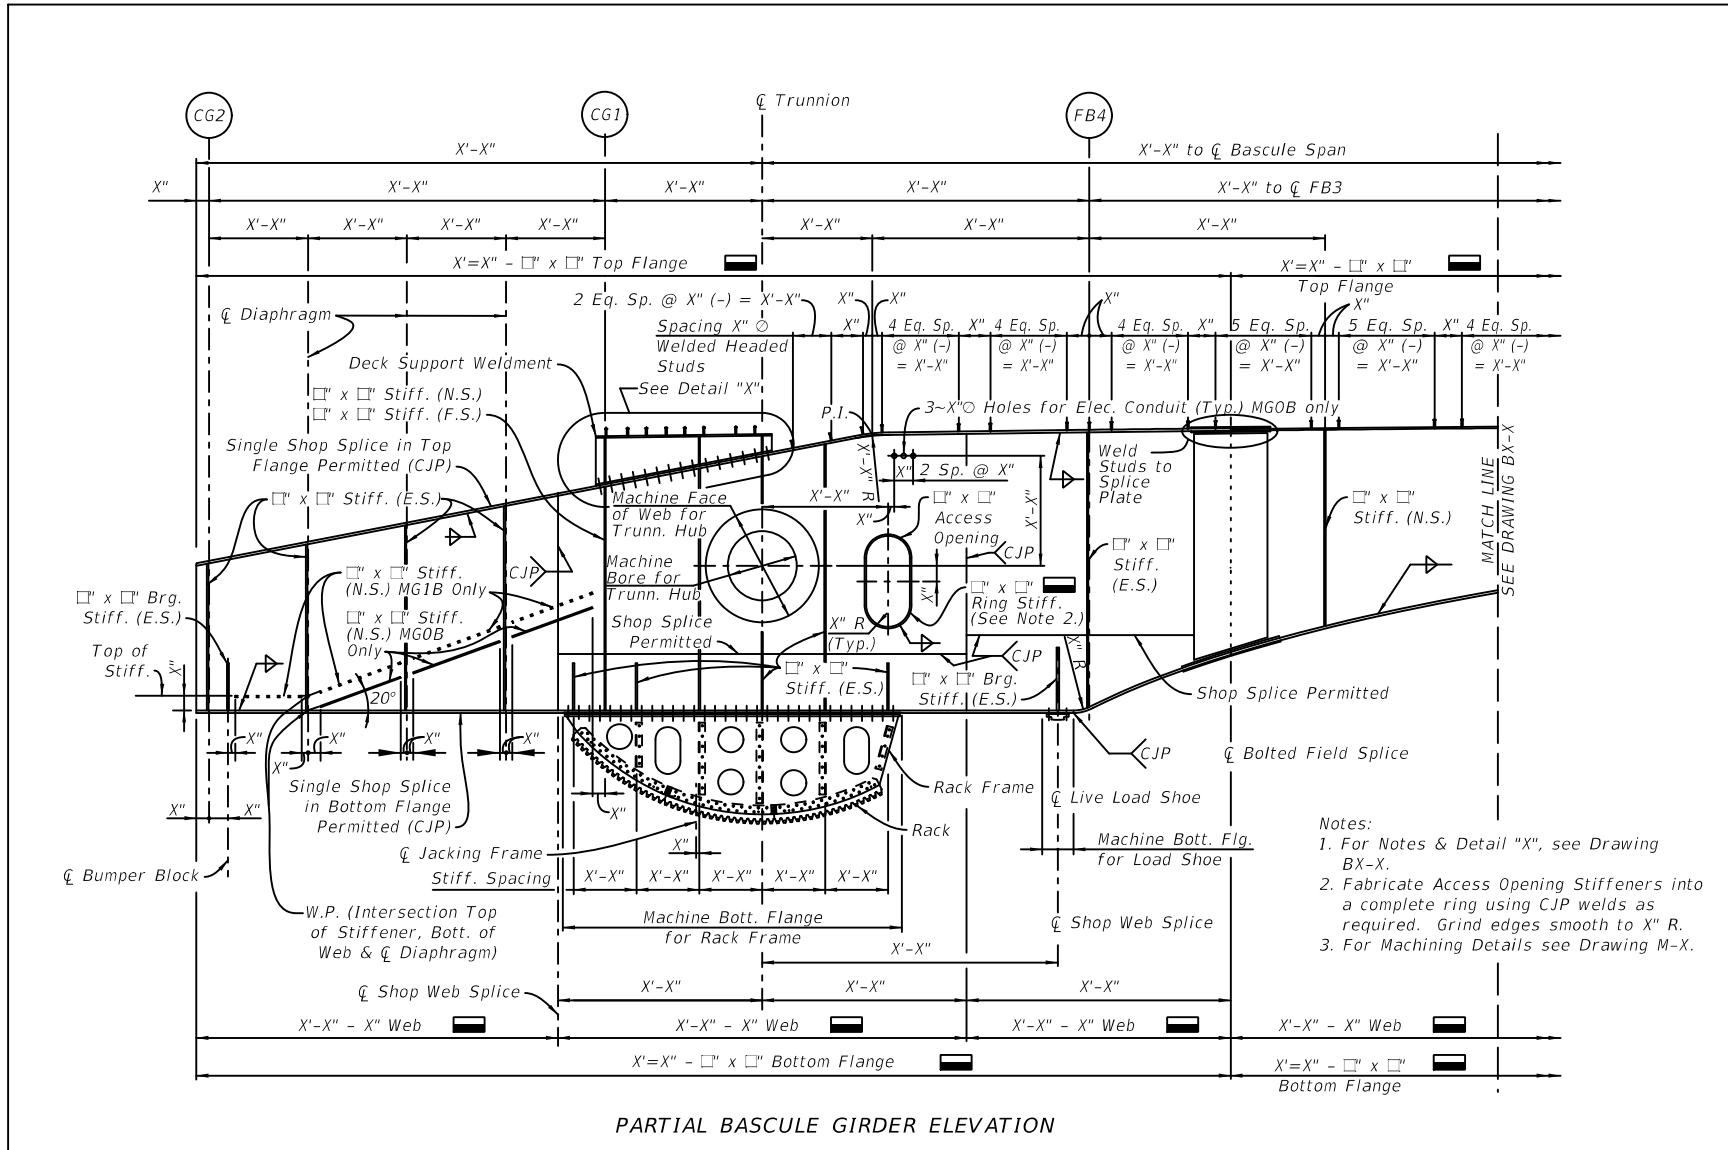 CG2
CG1
℄ Trunnion
FB4
X'-X"
X'-X" to ℄ Bascule Span
X"
X'-X"
X'-X"
X'-X"
X'-X" to ℄ FB3
X'-X"
X'-X"
X'-X"
X'-X"
X'-X"
X'-X"
X'-X"
X'=X" - □" x □" Top Flange
X'=X" - □" x □"
Top Flange
2 Eq. Sp. @ X" (-) = X'-X"
X"
X"
X"
X"
℄ Diaphragm
Spacing X" ∅
Welded Headed
Studs
X"
4 Eq. Sp.
@ X" (-)
= X'-X"
X"
4 Eq. Sp.
@ X" (-)
= X'-X"
4 Eq. Sp.
@ X" (-)
= X'-X"
X"
5 Eq. Sp.
@ X" (-)
= X'-X"
5 Eq. Sp.
@ X" (-)
= X'-X"
X"
4 Eq. Sp.
@ X" (-)
= X'-X"
Deck Support Weldment
See Detail "X"
□" x □" Stiff. (N.S.)
□" x □" Stiff. (F.S.)
P.I.
3~X"∅ Holes for Elec. Conduit (Typ.) MG0B only
Single Shop Splice in Top
Flange Permitted (CJP)
X'-X" R
X"
2 Sp. @ X"
Weld
Studs to
Splice
Plate
MATCH LINE
SEE DRAWING BX-X
□" x □" Stiff. (E.S.)
Machine Face
of Web for
Trunn. Hub
X'-X"
X"
□" x □"
Access
Opening
X'-X"
□" x □"
Stiff. (N.S.)
CJP
Machine
Bore for
Trunn. Hub
CJP
□" x □"
Stiff.
(E.S.)
□" x □" Stiff.
(N.S.) MG1B Only
□" x □" Stiff.
(N.S.) MG0B
Only
□" x □" Brg.
Stiff. (E.S.)
X"
□" x □"
Ring Stiff.
(See Note 2.)
Shop Splice
Permitted
X" R
(Typ.)
Top of
Stiff.
X"
20°
CJP
X" R
□" x □"
Stiff. (E.S.)
□" x □" Brg.
Stiff. (E.S.)
Shop Splice Permitted
X"
X"
X"
X"
X"
CJP
℄ Bolted Field Splice
Single Shop Splice
in Bottom Flange
Permitted (CJP)
Rack Frame
℄ Live Load Shoe
X"
X"
X"
Rack
Machine Bott. Flg.
for Load Shoe
℄ Jacking Frame
X"
℄ Bumper Block
Stiff. Spacing
X'-X"
X'-X"
X'-X"
X'-X"
X'-X"
Notes:
1. For Notes & Detail "X", see Drawing
BX-X.
2. Fabricate Access Opening Stiffeners into
a complete ring using CJP welds as
required. Grind edges smooth to X" R.
3. For Machining Details see Drawing M-X.
W.P. (Intersection Top
of Stiffener, Bott. of
Web & ℄ Diaphragm)
Machine Bott. Flange
for Rack Frame
℄ Shop Web Splice
X'-X"
℄ Shop Web Splice
X'-X"
X'-X"
X'-X"
X'-X" - X" Web
X'-X" - X" Web
X'-X" - X" Web
X'-X" - X" Web
X'=X" - □" x □" Bottom Flange
X'=X" - □" x □"
Bottom Flange
PARTIAL BASCULE GIRDER ELEVATION